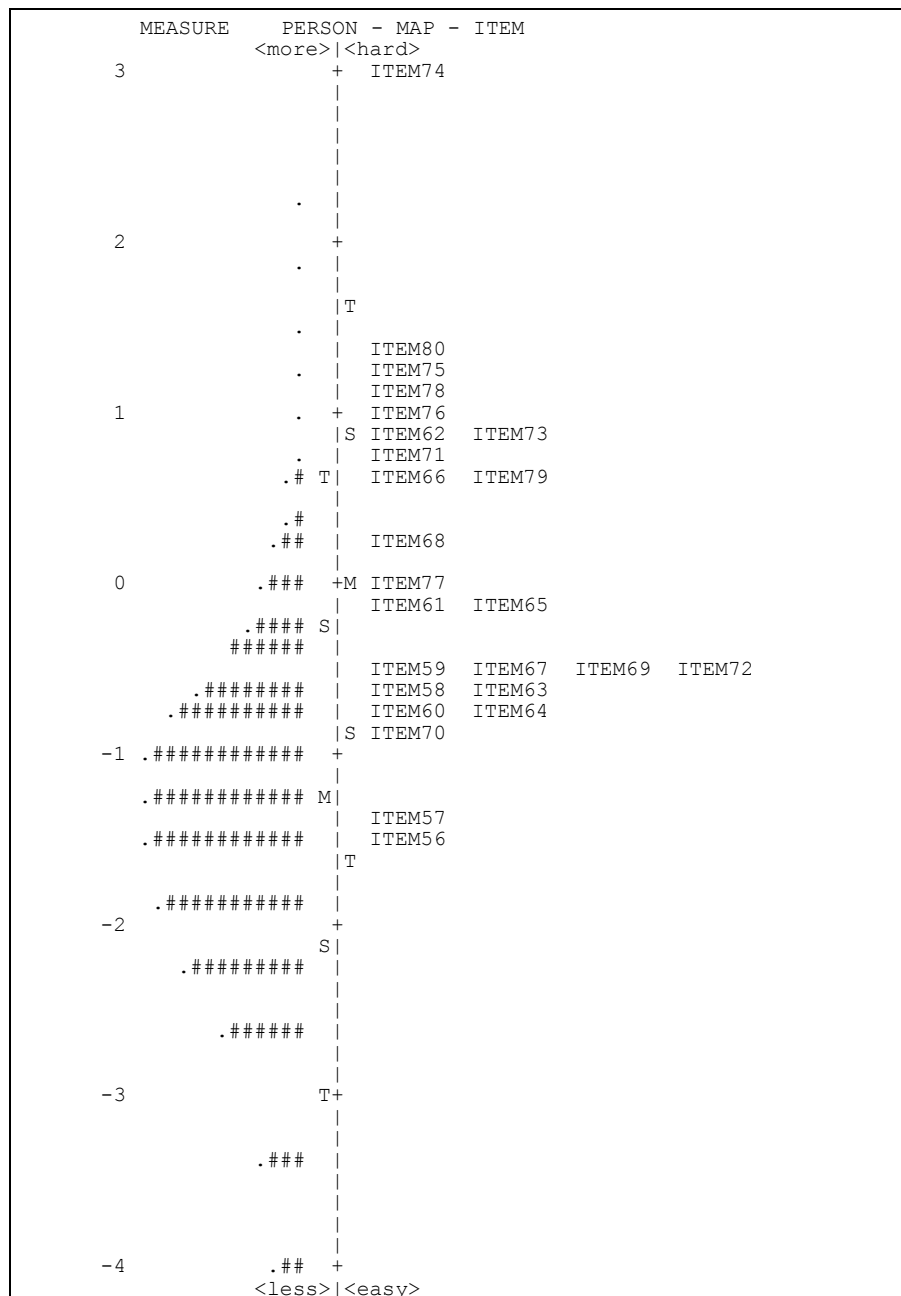 MEASURE PERSON - MAP - ITEM
<more>|<hard>
3 + ITEM74
|
|
|
|
|
. |
|
2 +
. |
|
|T
. |
| ITEM80
. | ITEM75
| ITEM78
1 . + ITEM76
|S ITEM62 ITEM73
. | ITEM71
.# T| ITEM66 ITEM79
|
.# |
.## | ITEM68
|
0 .### +M ITEM77
| ITEM61 ITEM65
.#### S|
###### |
| ITEM59 ITEM67 ITEM69 ITEM72
.######## | ITEM58 ITEM63
.########## | ITEM60 ITEM64
|S ITEM70
-1 .############ +
|
.############ M|
| ITEM57
.############ | ITEM56
|T
|
.########### |
-2 +
S|
.######### |
|
|
.###### |
|
|
-3 T+
|
|
.### |
|
|
|
|
-4 .## +
<less>|<easy>